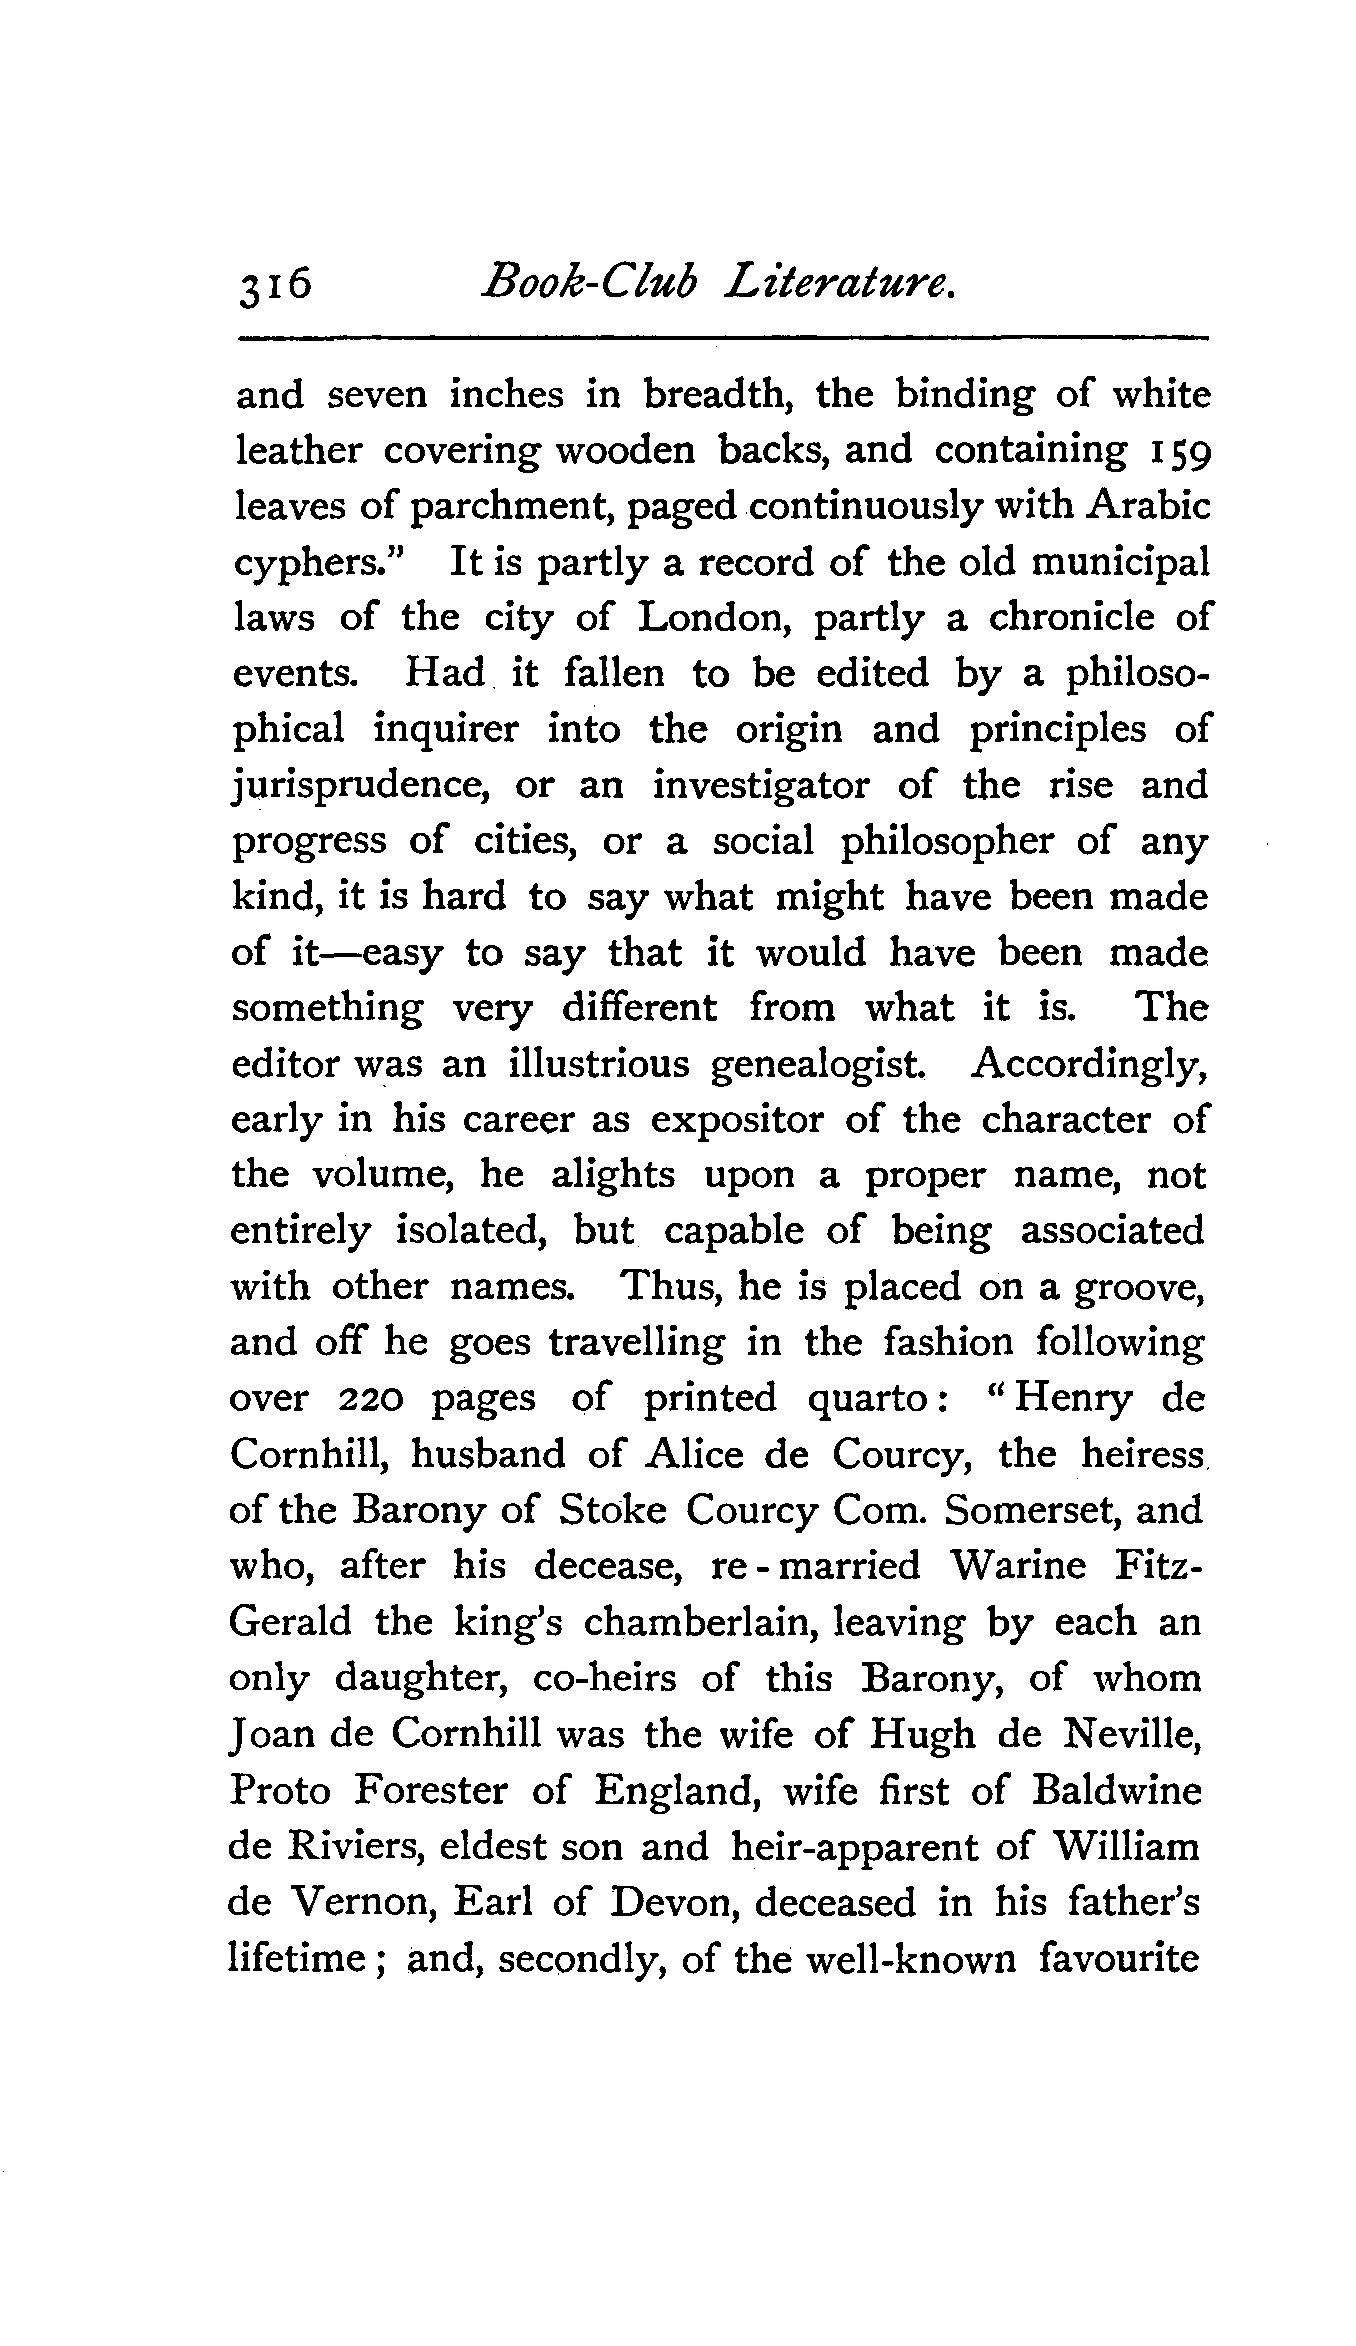 316 Book-Club Literature.
and seven inches in breadth, the binding of white
leather covering wooden backs, and containing 159
leaves of parchment, paged continuously with Arabic
cyphers." It is partly a record of the old municipal
laws of the city of London, partly a chronicle of
events. Had it fallen to be edited by a philoso-
phical inquirer into the origin and principles of
jurisprudence, or an investigator of the rise and
progress of cities, or a social philosopher of any
kind, it is hard to say what might have been made
of it—easy to say that it would have been made
something very different from what it is. The
editor was an illustrious genealogist. Accordingly,
early in his career as expositor of the character of
the volume, he alights upon a proper name, not
entirely isolated, but capable of being associated
with other names. Thus, he is placed on a groove,
and off he goes travelling in the fashion following
over 220 pages of printed quarto: "Henry de
Cornhill, husband of Alice de Courcy, the heiress
of the Barony of Stoke Courcy Com. Somerset, and
who, after his decease, re-married Warine Fitz-
Gerald the king's chamberlain, leaving by each an
only daughter, co-heirs of this Barony, of whom
Joan de Cornhill was the wife of Hugh de Neville,
Proto Forester of England, wife first of Baldwine
de Riviers, eldest son and heir-apparent of William
de Vernon, Earl of Devon, deceased in his father's
lifetime; and, secondly, of the well-known favourite